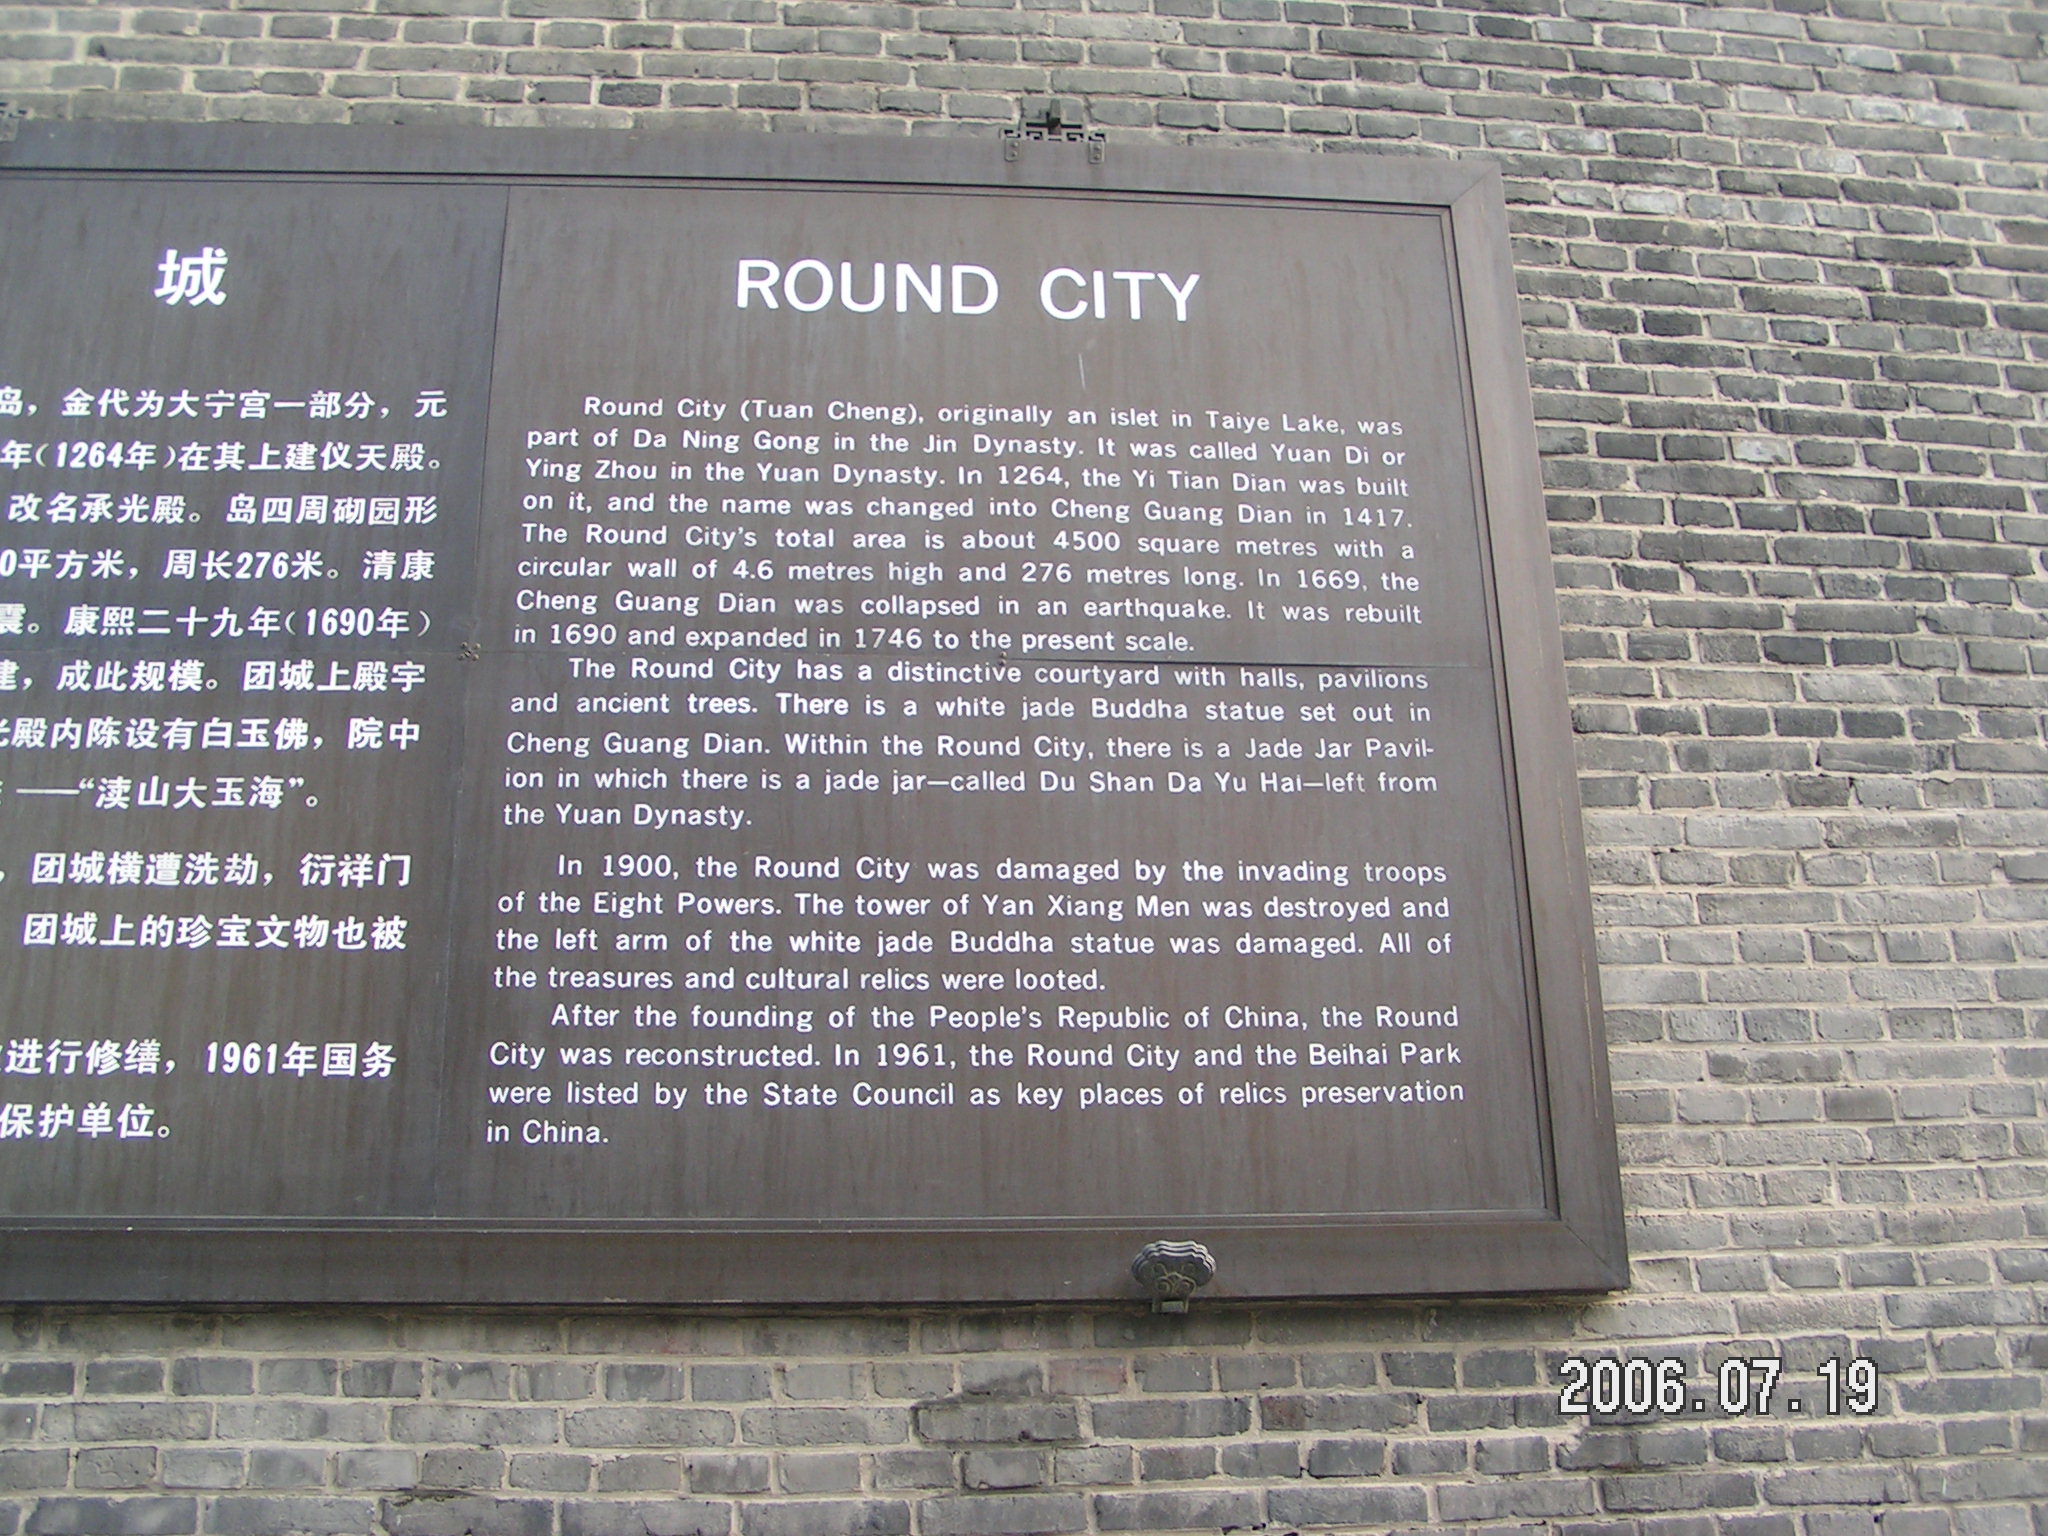 城
岛，金代为大宁宫一部分，元
年（1264年）在其上建仪天殿。
改名承光殿。岛四周砌园形
0平方米，周长276米。清康
震。康熙二十九年（1690年）
建，成此规模。团城上殿宇
光殿内陈设有白玉佛，院中
——“渎山大玉海”。
，团城横遭洗劫，衍祥门
团城上的珍宝文物也被
进行修缮，1961年国务
保护单位。
ROUND CITY
Round City (Tuan Cheng), originally an islet in Taiye Lake, was
part of Da Ning Gong in the Jin Dynasty. It was called Yuan Di or
Ying Zhou in the Yuan Dynasty. In 1264, the Yi Tian Dian was built
on it, and the name was changed into Cheng Guang Dian in 1417.
The Round City's total area is about 4500 square metres with a
circular wall of 4.6 metres high and 276 metres long. In 1669, the
Cheng Guang Dian was collapsed in an earthquake. It was rebuilt
in 1690 and expanded in 1746 to the present scale.
The Round City has a distinctive courtyard with halls, pavilions
and ancient trees. There is a white jade Buddha statue set out in
Cheng Guang Dian. Within the Round City, there is a Jade Jar Pavil-
ion in which there is a jade jar—called Du Shan Da Yu Hai—left from
the Yuan Dynasty.
In 1900, the Round City was damaged by the invading troops
of the Eight Powers. The tower of Yan Xiang Men was destroyed and
the left arm of the white jade Buddha statue was damaged. All of
the treasures and cultural relics were looted.
After the founding of the People's Republic of China, the Round
City was reconstructed. In 1961, the Round City and the Beihai Park
were listed by the State Council as key places of relics preservation
in China.
2006.07.19